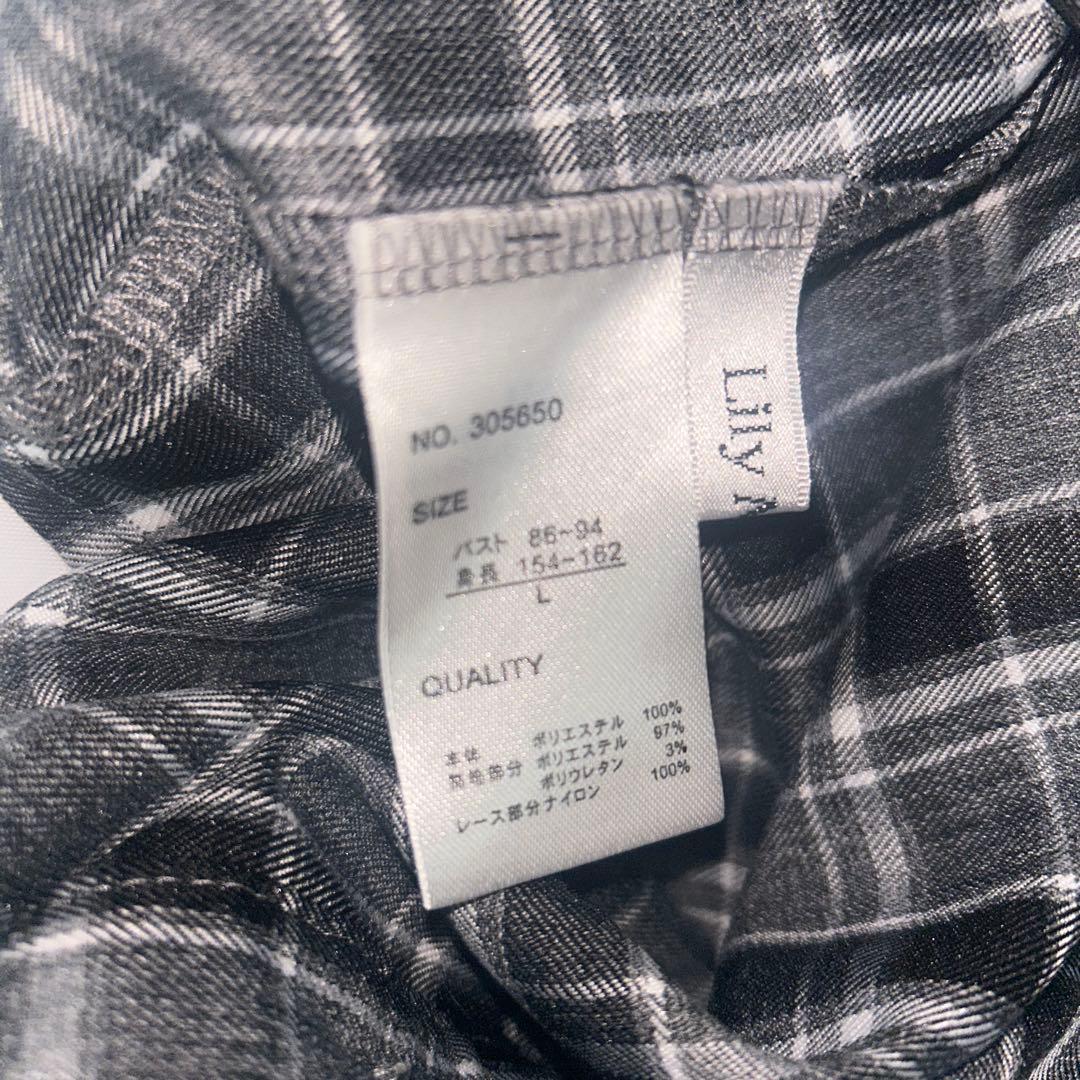 NO. 305650
SIZE
バスト 86~94
身長 154~162
L
QUALITY
本体 ポリエステル 100%
別地部分 ポリエステル 97%
ポリウレタン 3%
レース部分 ナイロン 100%
Lily